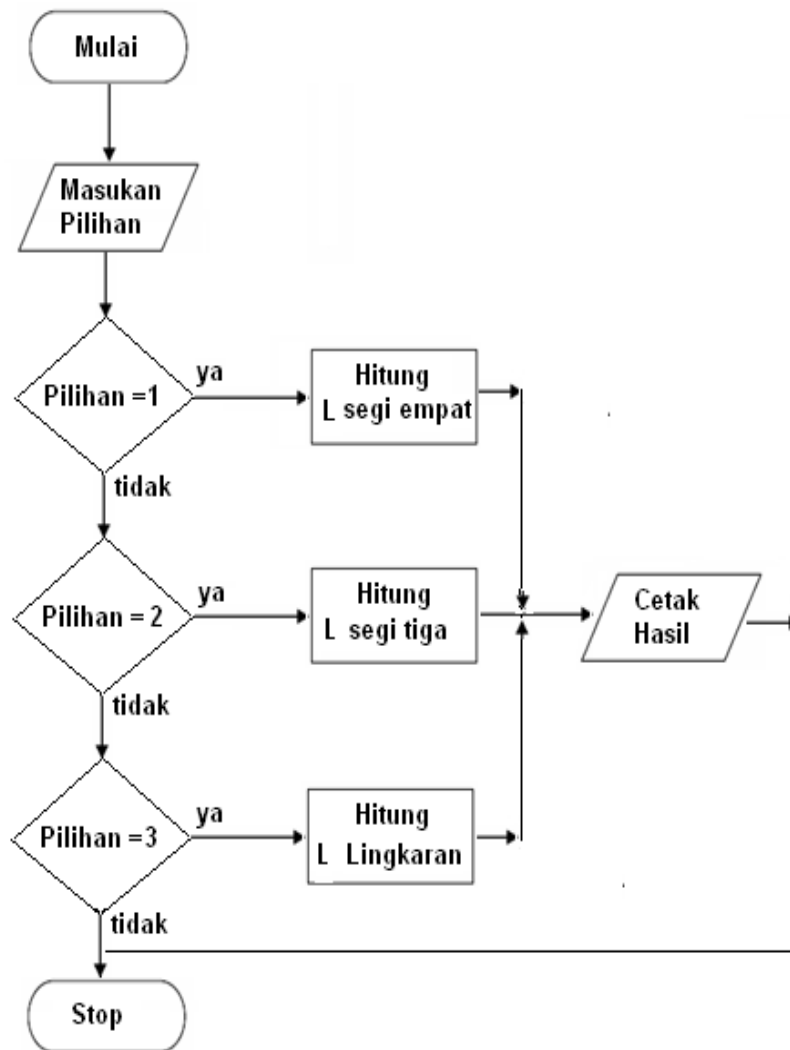 Mulai
Masukan
Pilihan
Pilihan =1
ya
Hitung
L segi empat
tidak
Pilihan = 2
ya
Hitung
L segi tiga
Cetak
Hasil
tidak
Pilihan =3
ya
Hitung
L Lingkaran
tidak
Stop